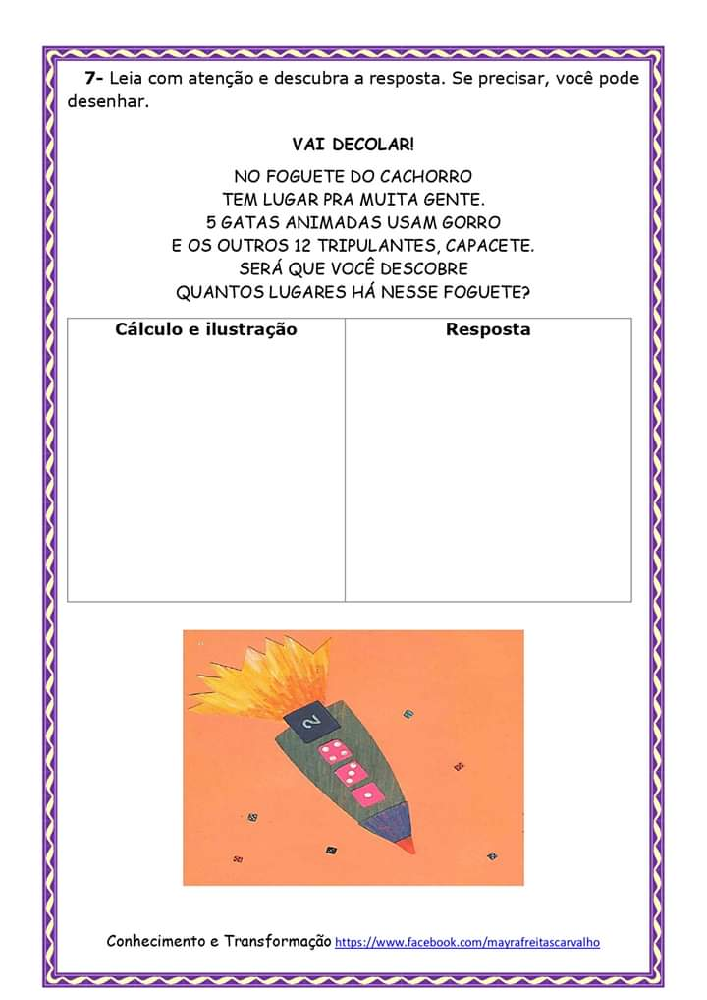 7- Leia com atenção e descubra a resposta. Se precisar, você pode
desenhar.
VAI DECOLAR!
NO FOGUETE DO CACHORRO
TEM LUGAR PRA MUITA GENTE.
5 GATAS ANIMADAS USAM GORRO
E OS OUTROS 12 TRIPULANTES, CAPACETE.
SERÁ QUE VOCÊ DESCOBRE
QUANTOS LUGARES HÁ NESSE FOGUETE?
Cálculo e ilustração
Resposta
2
Conhecimento e Transformação https://www.facebook.com/mayrafreitascarvalho